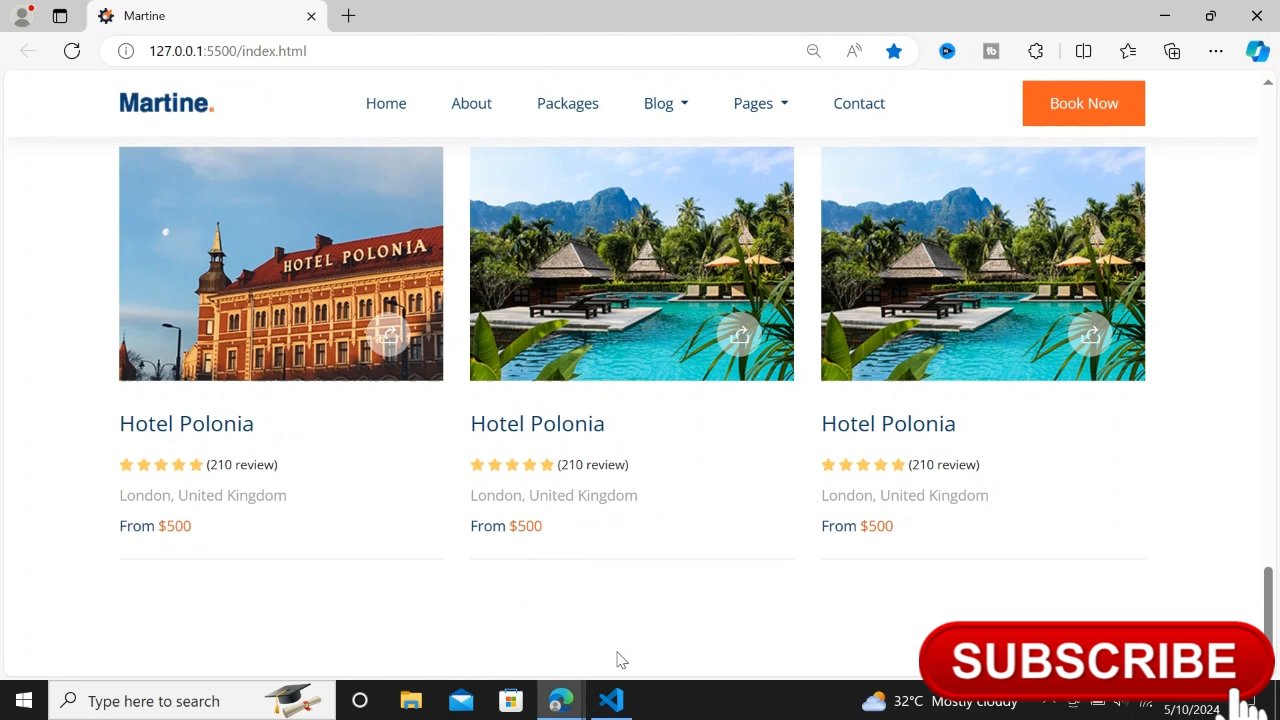 Martine
127.0.0.1:5500/index.html
Martine.
Home
About
Packages
Blog
Pages
Contact
Book Now
HOTEL POLONIA
Hotel Polonia
Hotel Polonia
Hotel Polonia
(210 review)
(210 review)
(210 review)
London, United Kingdom
London, United Kingdom
London, United Kingdom
From $500
From $500
From $500
SUBSCRIBE
Type here to search
32°C Mostly cloudy
5/10/2024